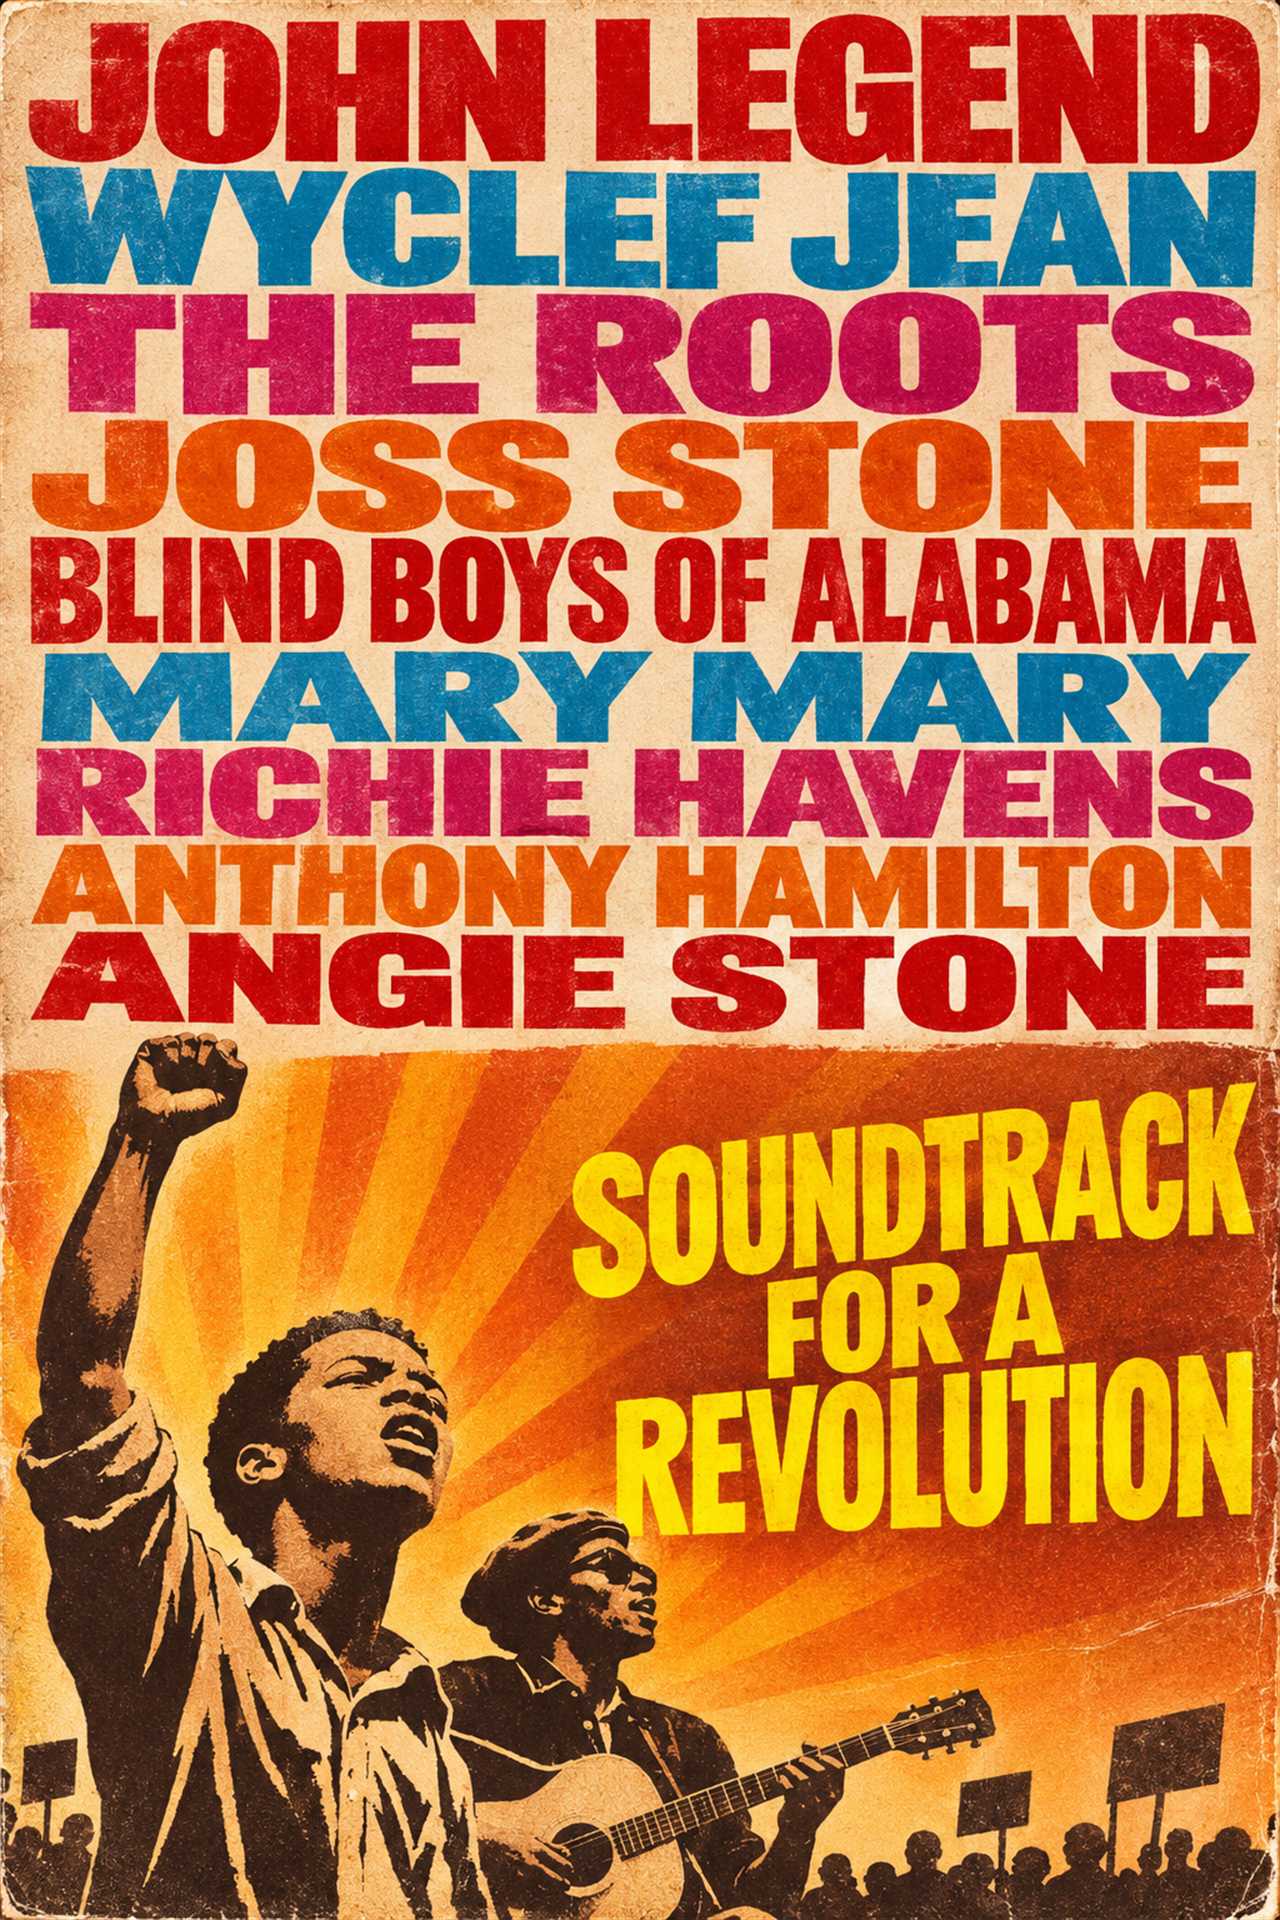 JOHN LEGEND
WYCLEF JEAN
THE ROOTS
JOSS STONE
BLIND BOYS OF ALABAMA
MARY MARY
RICHIE HAVENS
ANTHONY HAMILTON
ANGIE STONE
SOUNDTRACK
FOR A
REVOLUTION